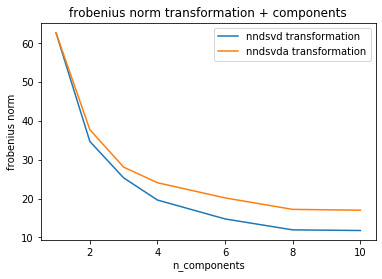 frobenius norm transformation + components
nndsvd transformation
nndsvda transformation
frobenius norm
60
50
40
30
20
10
2
4
6
8
10
n_components